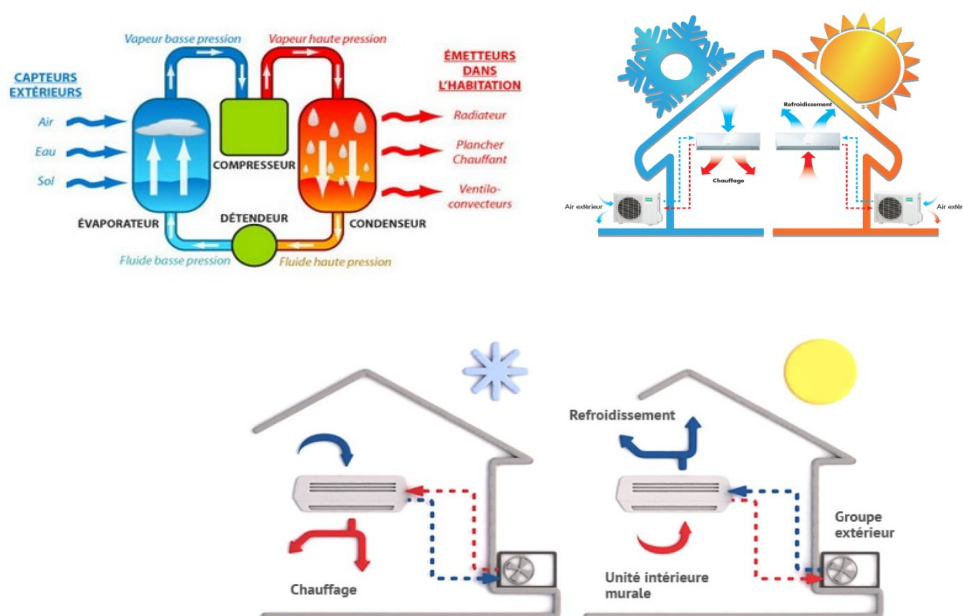 Vapeur basse pression
Vapeur haute pression
CAPTEURS
EXTÉRIEURS
ÉMETTEURS
DANS
L'HABITATION
Air
Eau
Sol
COMPRESSEUR
Radiateur
Plancher
Chauffant
Ventilo-
convecteurs
ÉVAPORATEUR
DÉTENDEUR
CONDENSEUR
Fluide basse pression
Fluide haute pression
Refroidissement
Chauffage
Air extérieur
Air extér
Chauffage
Refroidissement
Groupe
extérieur
Unité intérieure
murale